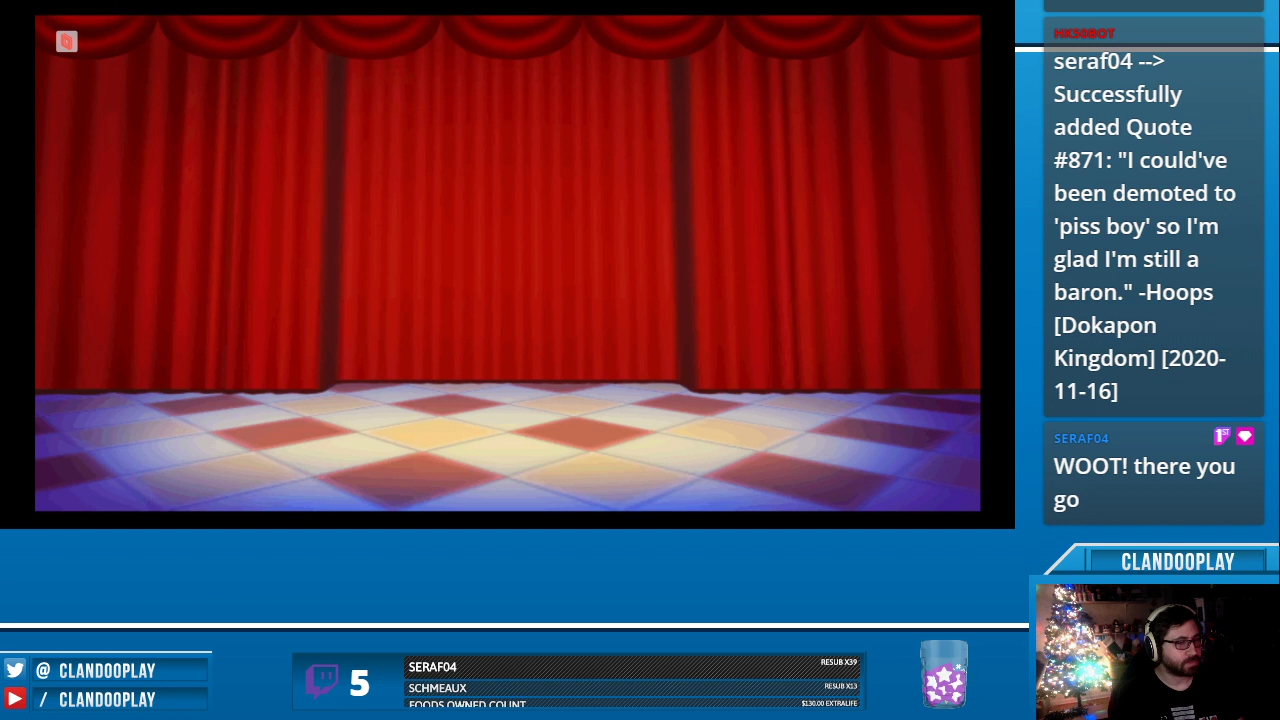 HK50BOT
seraf04 -->
Successfully
added Quote
#871: "I could've
been demoted to
'piss boy' so I'm
glad I'm still a
baron." -Hoops
[Dokapon
Kingdom] [2020-
11-16]
SERAF04
1ST
WOOT! there you
go
CLANDOOPLAY
@ CLANDOOPLAY
/ CLANDOOPLAY
5
SERAF04 RESUB X39
SCHMEAUX RESUB X13
FOODS OWNED COUNT $130.00 EXTRALIFE